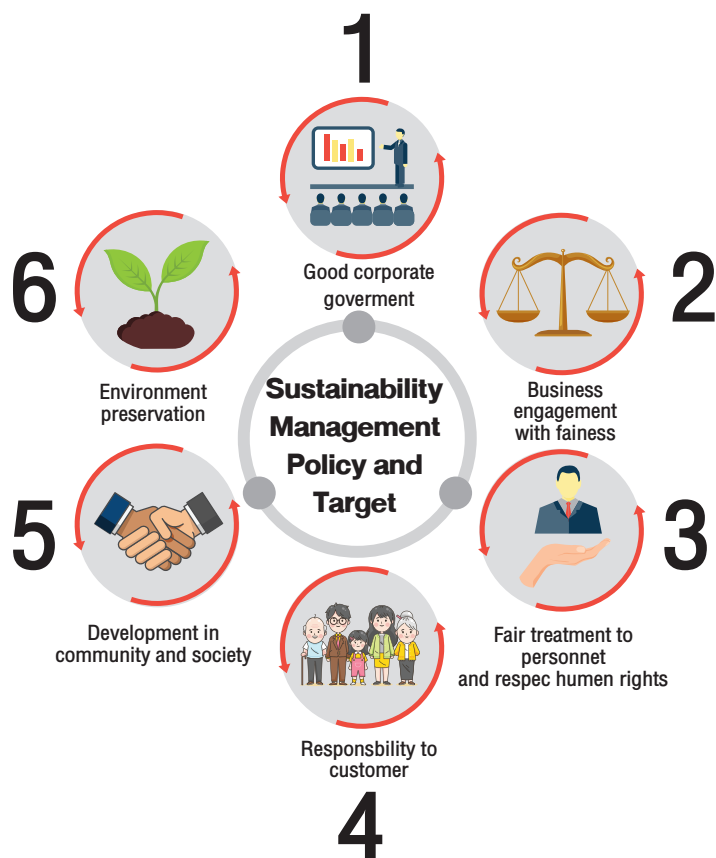 1
Good corporate
goverment
2
Business
engagement
with fainess
3
Fair treatment to
personnet
and respec humen rights
4
Responsbility to
customer
5
Development in
community and society
6
Environment
preservation
Sustainability
Management
Policy and
Target